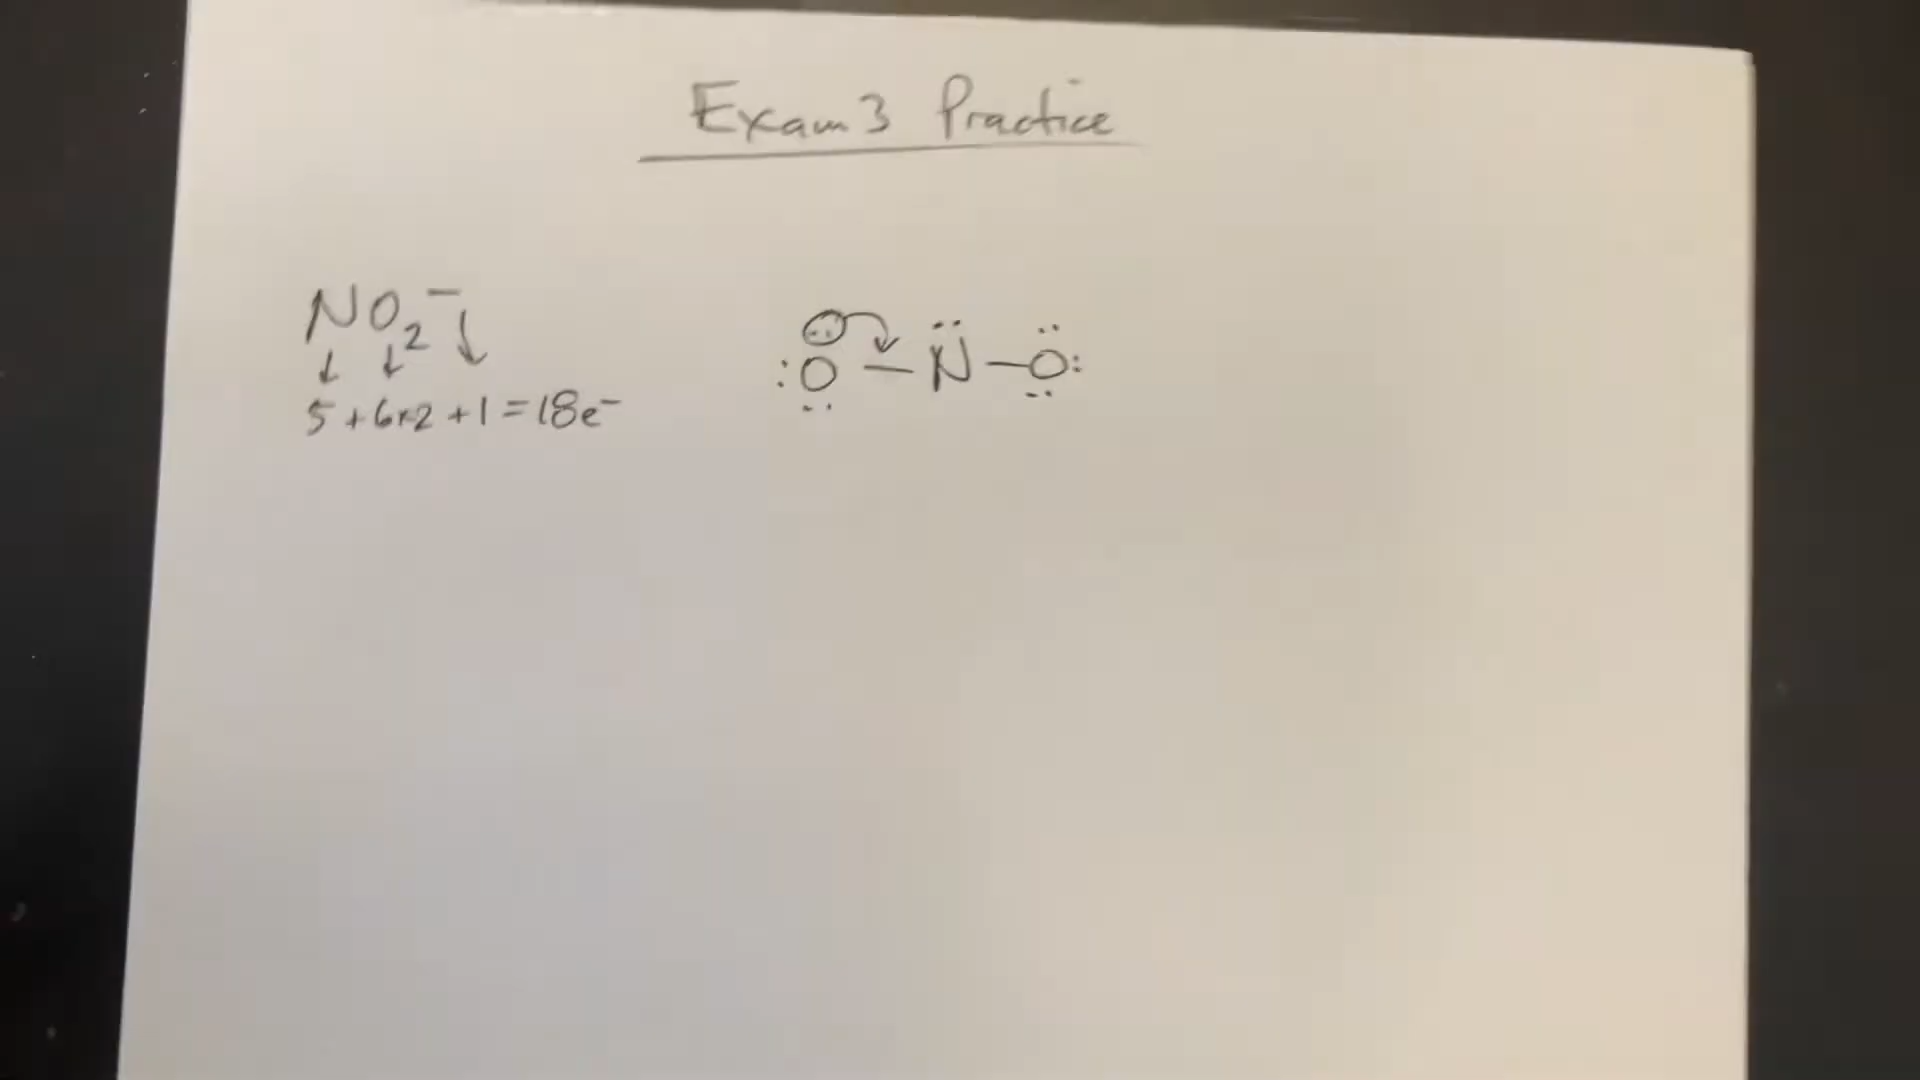 Exam 3 Practice
NO₂⁻
5 + 6×2 + 1 = 18e⁻
:O – N – O: